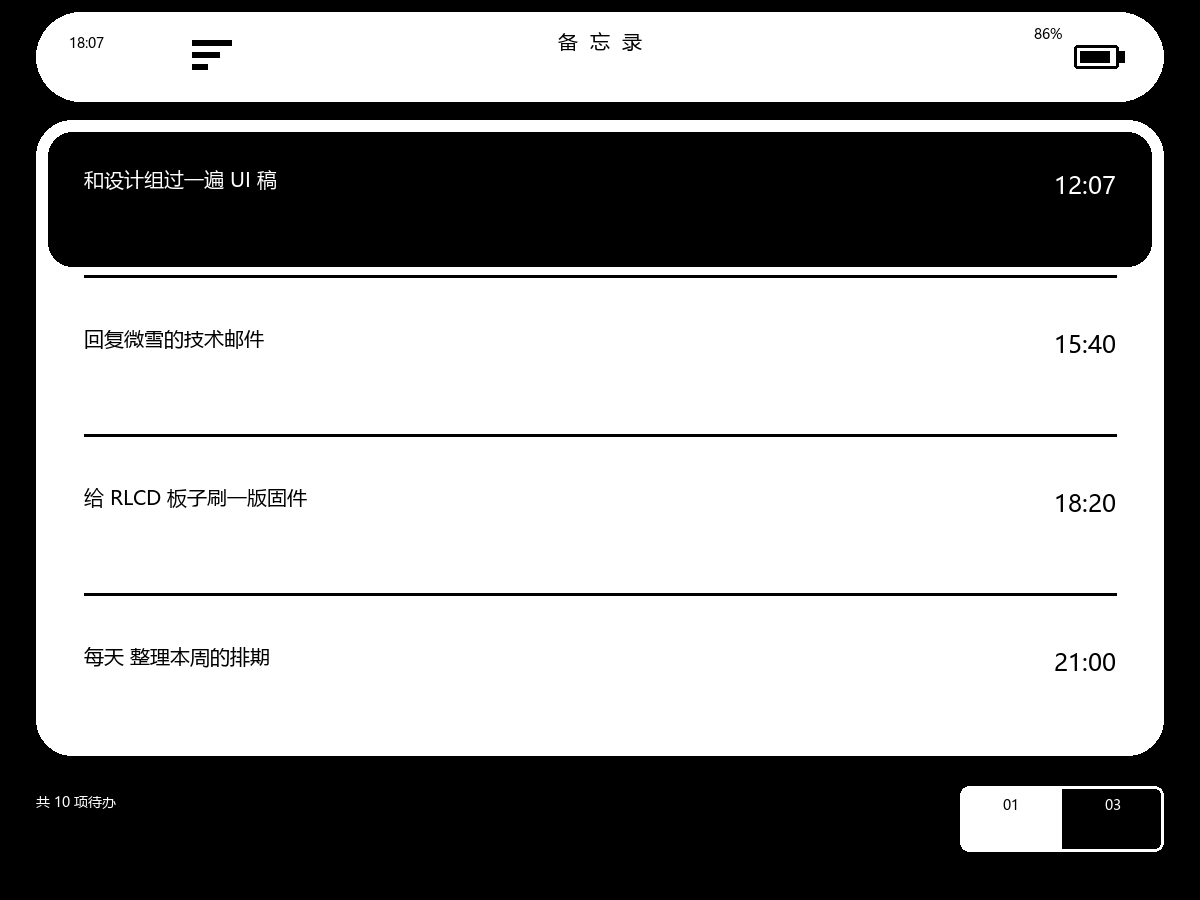 18:07
备忘录
86%
和设计组过一遍 UI 稿
12:07
回复微雪的技术邮件
15:40
给 RLCD 板子刷一版固件
18:20
每天 整理本周的排期
21:00
共 10 项待办
01
03